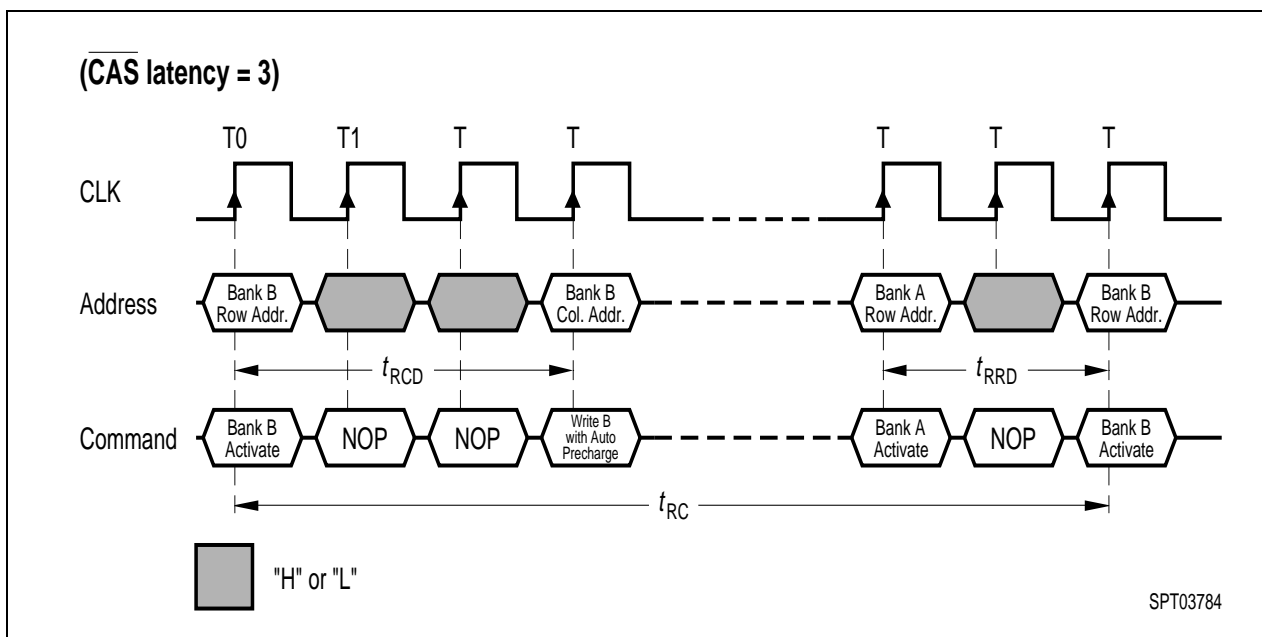 (CAS latency = 3)
T0 T1 T T T T T
CLK
Address
Bank B
Row Addr.
Bank B
Col. Addr.
Bank A
Row Addr.
Bank B
Row Addr.
tRCD
tRRD
Command
Bank B
Activate
NOP
NOP
Write B
with Auto
Precharge
Bank A
Activate
NOP
Bank B
Activate
tRC
"H" or "L"
SPT03784